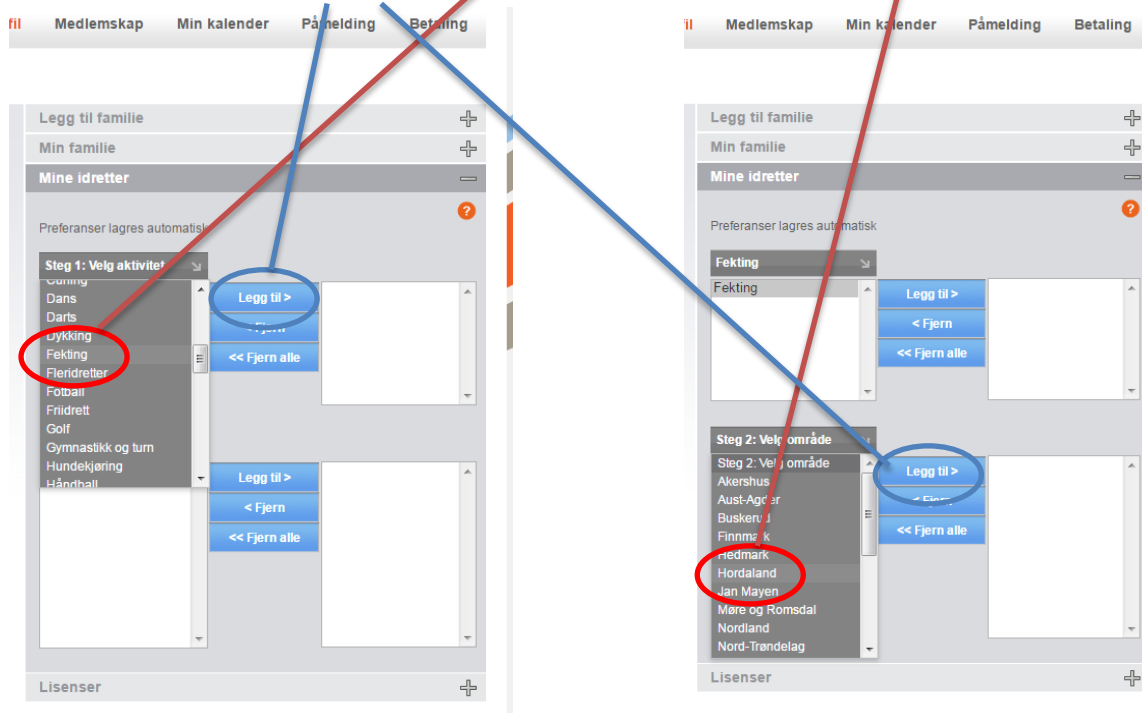 fil Medlemskap Min kalender Påmelding Betaling
Legg til familie
Min familie
Mine idretter
?
Preferanser lagres automatisk
Steg 1: Velg aktivitet
Curling
Dans
Darts
Dykking
Fekting
Fleridretter
Fotball
Friidrett
Golf
Gymnastikk og turn
Hundekjøring
Håndball
Legg til >
< Fjern
<< Fjern alle
Legg til >
< Fjern
<< Fjern alle
Lisenser
il Medlemskap Min kalender Påmelding Betaling
Legg til familie
Min familie
Mine idretter
?
Preferanser lagres automatisk
Fekting
Fekting
Legg til >
< Fjern
<< Fjern alle
Steg 2: Velg område
Steg 2: Velg område
Akershus
Aust-Agder
Buskerud
Finnmark
Hedmark
Hordaland
Jan Mayen
Møre og Romsdal
Nordland
Nord-Trøndelag
Legg til >
< Fjern
<< Fjern alle
Lisenser